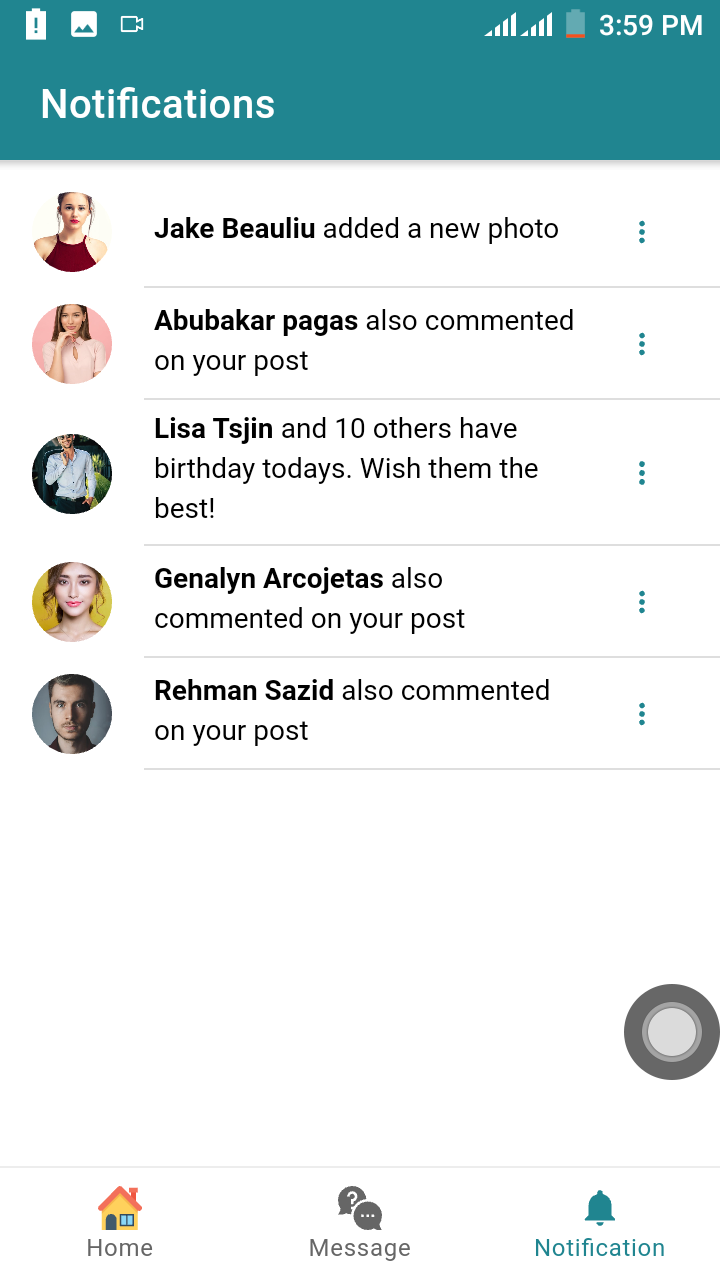 3:59 PM
Notifications
Jake Beauliu added a new photo
Abubakar pagas also commented
on your post
Lisa Tsjin and 10 others have
birthday todays. Wish them the
best!
Genalyn Arcojetas also
commented on your post
Rehman Sazid also commented
on your post
Home
Message
Notification